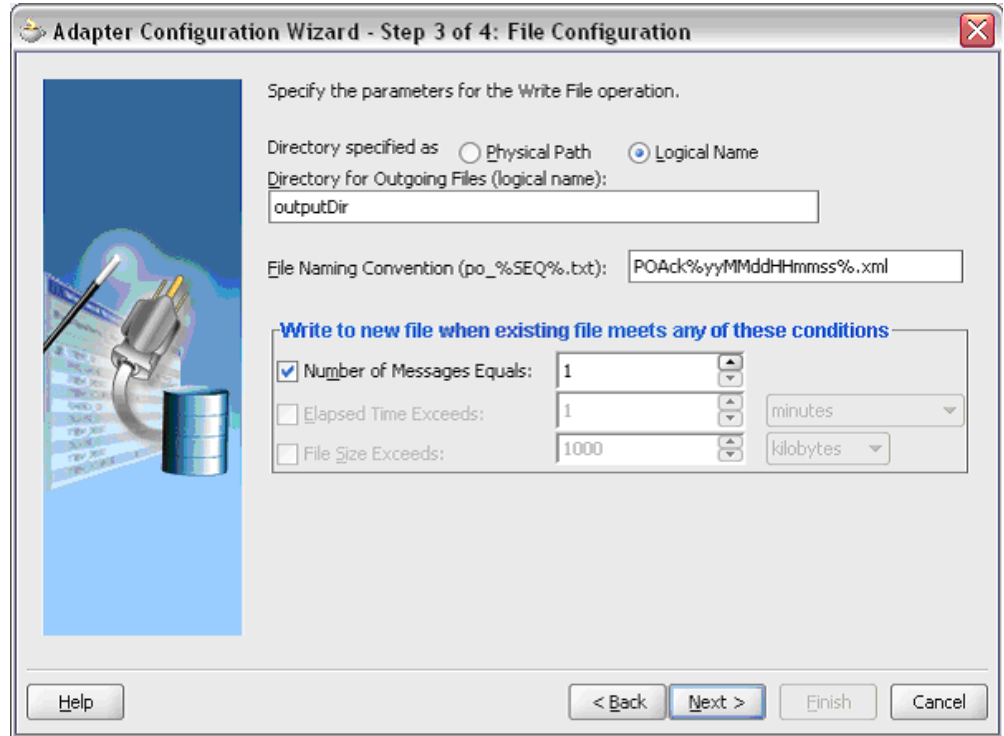 Adapter Configuration Wizard - Step 3 of 4: File Configuration
Specify the parameters for the Write File operation.
Directory specified as Physical Path Logical Name
Directory for Outgoing Files (logical name):
outputDir
File Naming Convention (po_%SEQ%.txt): POAck%yyMMddHHmmss%.xml
Write to new file when existing file meets any of these conditions
Number of Messages Equals: 1
Elapsed Time Exceeds: 1 minutes
File Size Exceeds: 1000 kilobytes
Help < Back Next > Finish Cancel